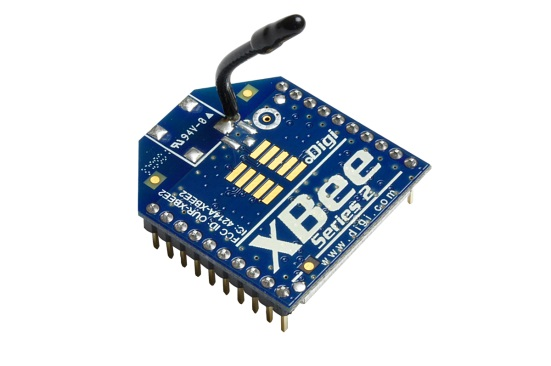 94V-0
Digi
XBee
Series 2
www.digi.com
FCC ID: OUR-XBEE2
IC: 4214A-XBEE2